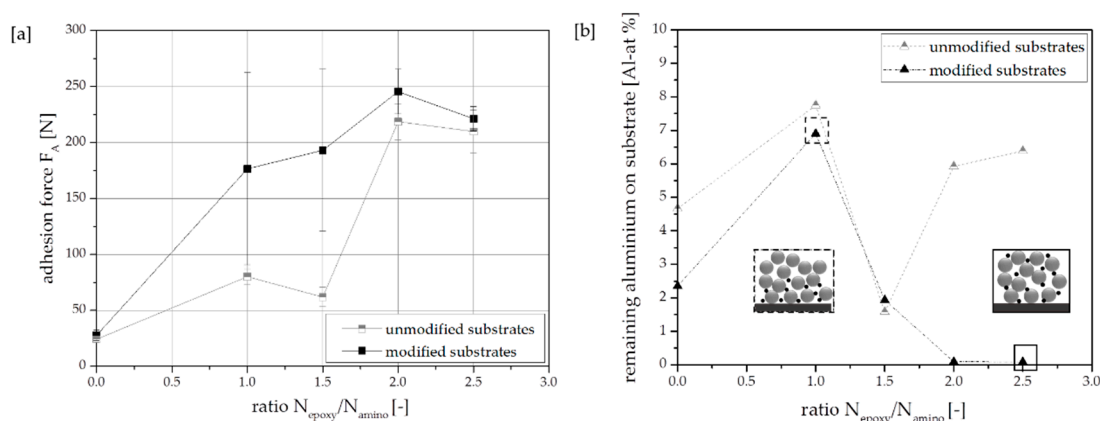 [a]
300
250
200
150
100
50
0
adhesion force F_A [N]
unmodified substrates
modified substrates
0.0 0.5 1.0 1.5 2.0 2.5 3.0
ratio N_epoxy/N_amino [-]
[b]
10
9
8
7
6
5
4
3
2
1
0
remaining aluminium on substrate [Al-at %]
unmodified substrates
modified substrates
0.0 0.5 1.0 1.5 2.0 2.5 3.0
ratio N_epoxy/N_amino [-]